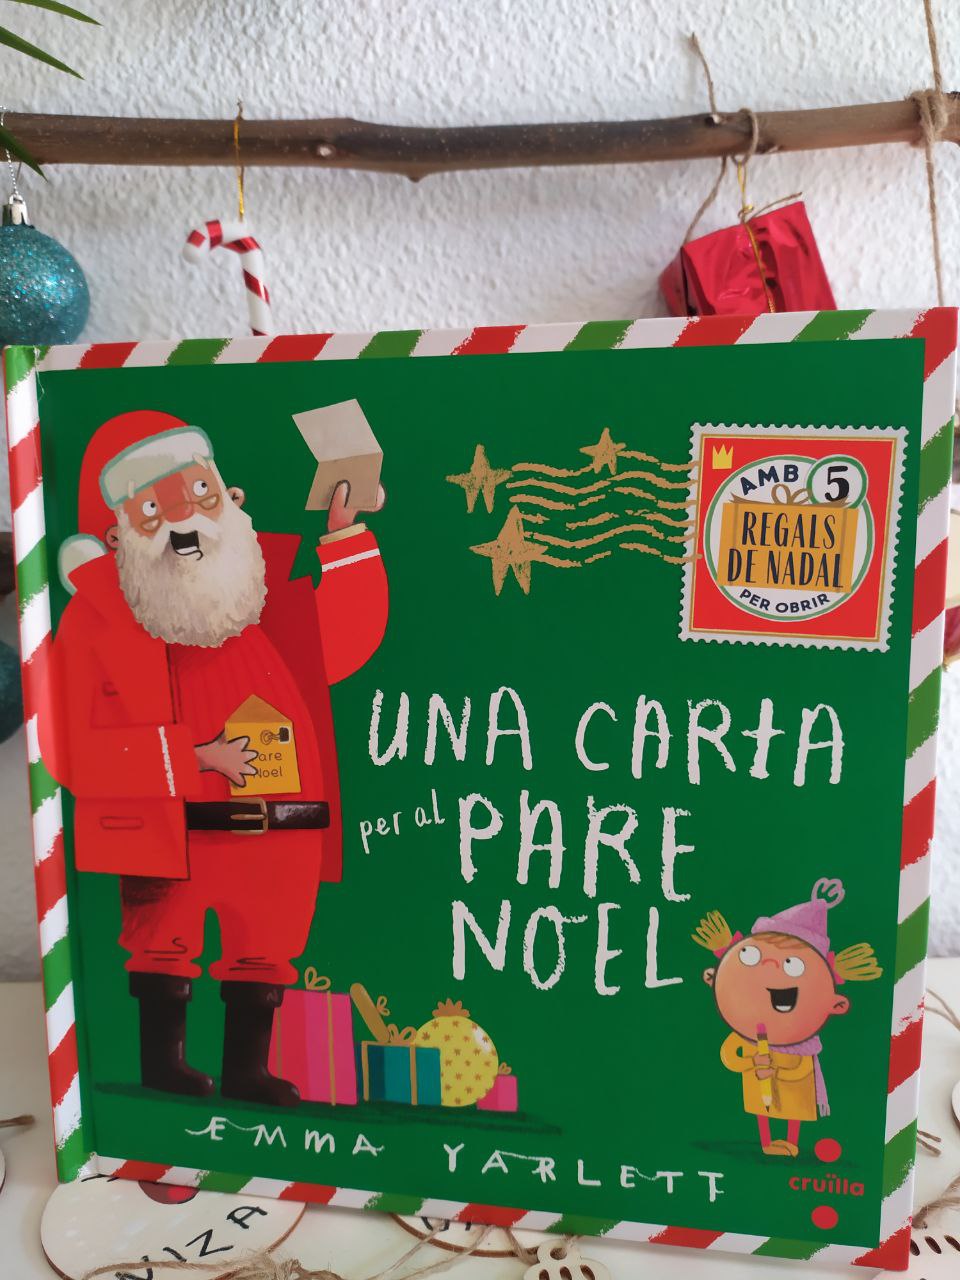 AMB 5
REGALS
DE NADAL
PER OBRIR
Pare
Noel
UNA CARTA
per al PARE
NOEL
EMMA YARLETT
cruïlla